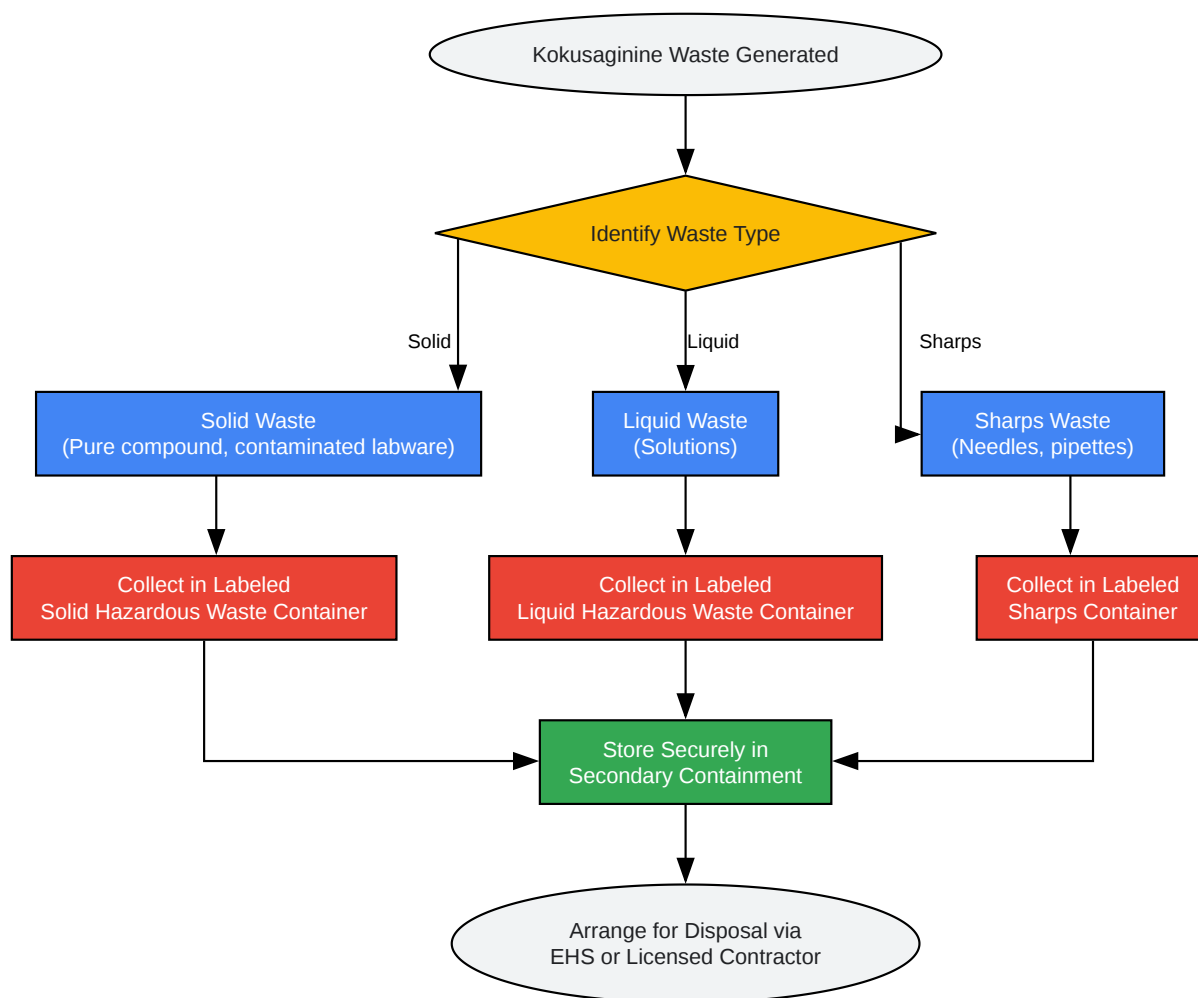 Kokusaginine Waste Generated
Identify Waste Type
Solid
Liquid
Sharps
Solid Waste
(Pure compound, contaminated labware)
Liquid Waste
(Solutions)
Sharps Waste
(Needles, pipettes)
Collect in Labeled
Solid Hazardous Waste Container
Collect in Labeled
Liquid Hazardous Waste Container
Collect in Labeled
Sharps Container
Store Securely in
Secondary Containment
Arrange for Disposal via
EHS or Licensed Contractor